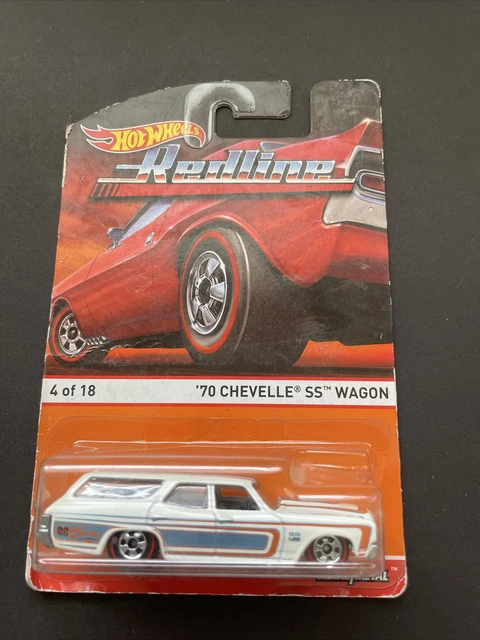 HOT WHEELS
Redline
4 of 18
'70 CHEVELLE® SS™ WAGON
SS